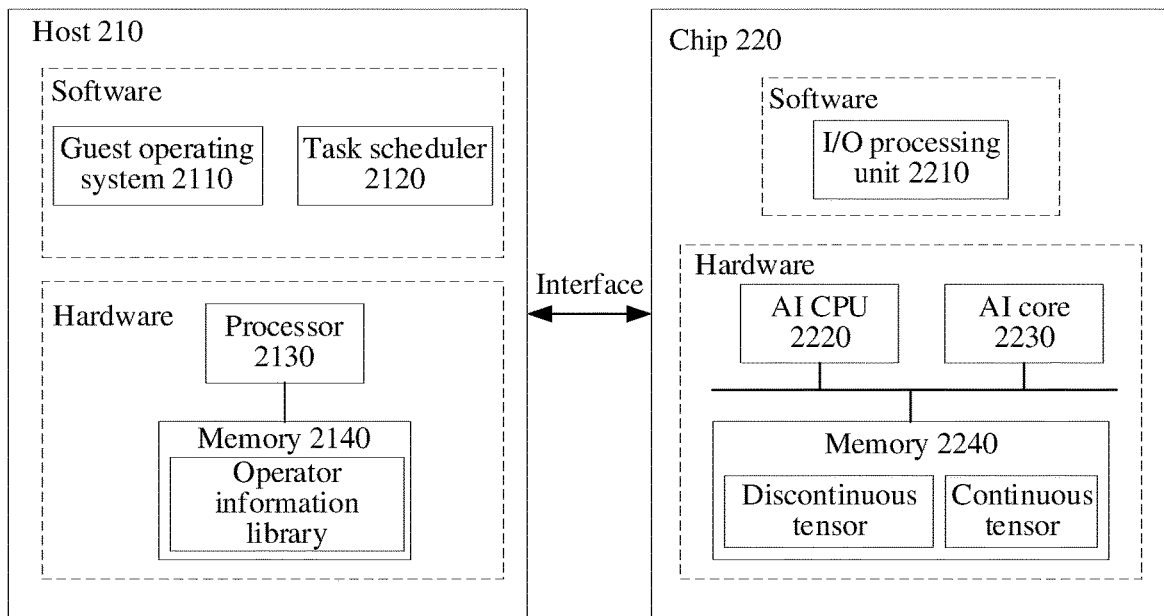 Host 210
Software
Guest operating
system 2110
Task scheduler
2120
Hardware
Processor
2130
Memory 2140
Operator
information
library
Interface
Chip 220
Software
I/O processing
unit 2210
Hardware
AI CPU
2220
AI core
2230
Memory 2240
Discontinuous
tensor
Continuous
tensor